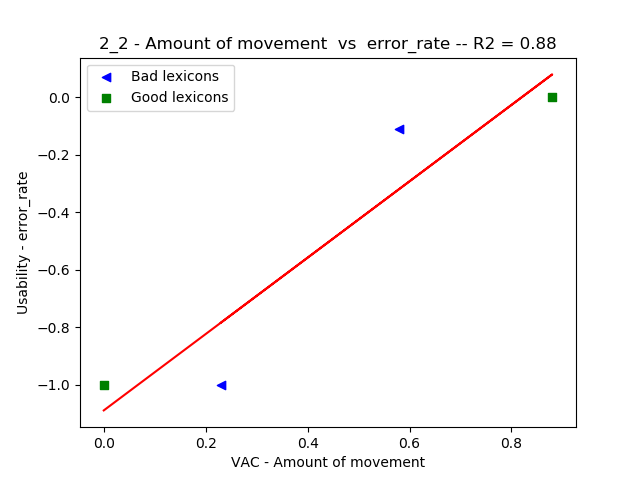 2_2 - Amount of movement  vs  error_rate -- R2 = 0.88
Bad lexicons
Good lexicons
0.0
−0.2
−0.4
−0.6
−0.8
−1.0
Usability - error_rate
0.0 0.2 0.4 0.6 0.8
VAC - Amount of movement